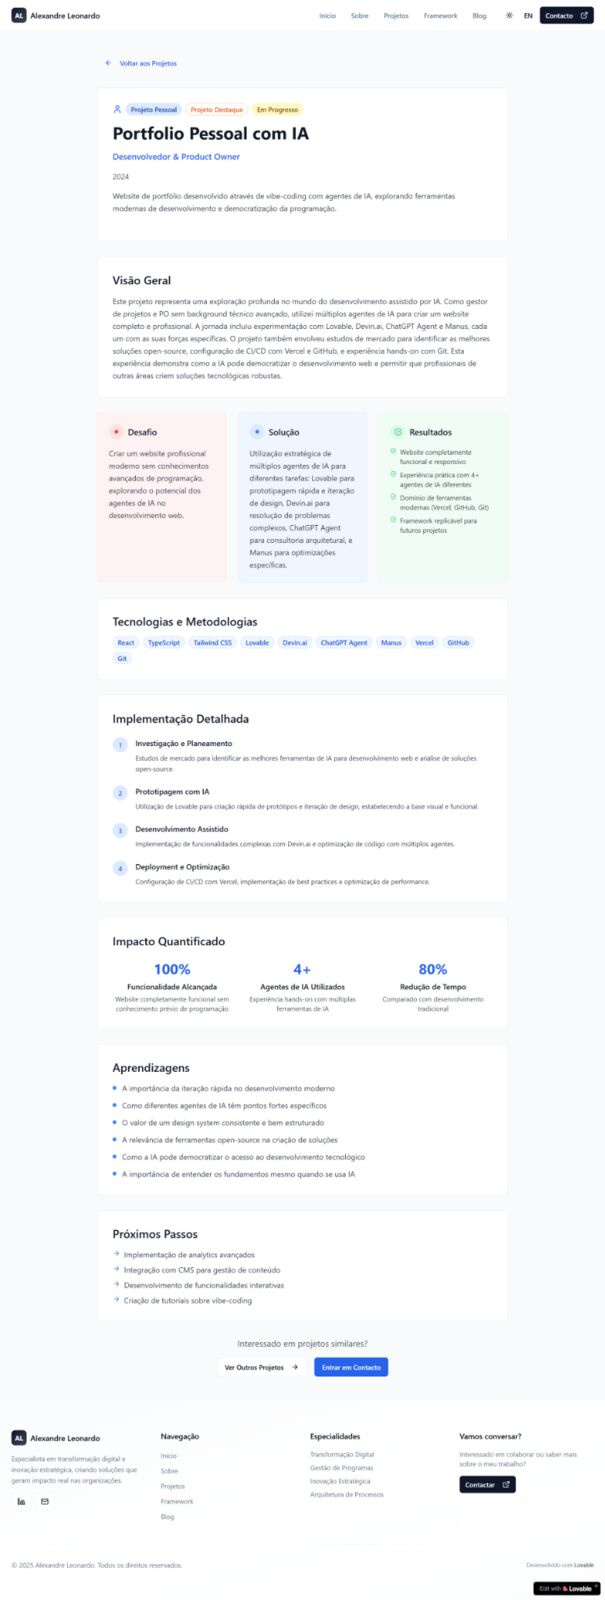 AL Alexandre Leonardo
Início Sobre Projetos Framework Blog EN Contacto
Voltar aos Projetos
Projeto Pessoal Projeto Destaque Em Progresso
Portfolio Pessoal com IA
Desenvolvedor & Product Owner
2024
Website de portfólio desenvolvido através de vibe-coding com agentes de IA, explorando ferramentas
modernas de desenvolvimento e democratização da programação.
Visão Geral
Este projeto representa uma exploração profunda no mundo do desenvolvimento assistido por IA. Como gestor
de projetos e PO sem background técnico avançado, utilizei múltiplos agentes de IA para criar um website
completo e profissional. A jornada incluiu experimentação com Lovable, Devin.ai, ChatGPT Agent e Manus, cada
um com as suas forças específicas. O projeto também envolveu estudos de mercado para identificar as melhores
soluções open-source, configuração de CI/CD com Vercel e GitHub, e experiência hands-on com Git. Esta
experiência demonstra como a IA pode democratizar o desenvolvimento web e permitir que profissionais de
outras áreas criem soluções tecnológicas robustas.
Desafio
Criar um website profissional
moderno sem conhecimentos
avançados de programação,
explorando o potencial dos
agentes de IA no
desenvolvimento web.
Solução
Utilização estratégica de
múltiplos agentes de IA para
diferentes tarefas: Lovable para
prototipagem rápida e iteração
de design, Devin.ai para
resolução de problemas
complexos, ChatGPT Agent
para consultoria arquitetural, e
Manus para optimizações
específicas.
Resultados
Website completamente
funcional e responsivo
Experiência prática com 4+
agentes de IA diferentes
Domínio de ferramentas
modernas (Vercel, GitHub, Git)
Framework replicável para
futuros projetos
Tecnologias e Metodologias
React TypeScript Tailwind CSS Lovable Devin.ai ChatGPT Agent Manus Vercel GitHub
Git
Implementação Detalhada
1 Investigação e Planeamento
Estudos de mercado para identificar as melhores ferramentas de IA para desenvolvimento web e análise de soluções
open-source.
2 Prototipagem com IA
Utilização de Lovable para criação rápida de protótipos e iteração de design, estabelecendo a base visual e funcional.
3 Desenvolvimento Assistido
Implementação de funcionalidades complexas com Devin.ai e optimização de código com múltiplos agentes.
4 Deployment e Optimização
Configuração de CI/CD com Vercel, implementação de best practices e optimização de performance.
Impacto Quantificado
100%
Funcionalidade Alcançada
Website completamente funcional sem
conhecimento prévio de programação
4+
Agentes de IA Utilizados
Experiência hands-on com múltiplas
ferramentas de IA
80%
Redução de Tempo
Comparado com desenvolvimento
tradicional
Aprendizagens
A importância da iteração rápida no desenvolvimento moderno
Como diferentes agentes de IA têm pontos fortes específicos
O valor de um design system consistente e bem estruturado
A relevância de ferramentas open-source na criação de soluções
Como a IA pode democratizar o acesso ao desenvolvimento tecnológico
A importância de entender os fundamentos mesmo quando se usa IA
Próximos Passos
Implementação de analytics avançados
Integração com CMS para gestão de conteúdo
Desenvolvimento de funcionalidades interativas
Criação de tutoriais sobre vibe-coding
Interessado em projetos similares?
Ver Outros Projetos Entrar em Contacto
AL Alexandre Leonardo
Especialista em transformação digital e
inovação estratégica, criando soluções que
geram impacto real nas organizações.
Navegação
Início
Sobre
Projetos
Framework
Blog
Especialidades
Transformação Digital
Gestão de Programas
Inovação Estratégica
Arquitetura de Processos
Vamos conversar?
Interessado em colaborar ou saber mais
sobre o meu trabalho?
Contactar
© 2025 Alexandre Leonardo. Todos os direitos reservados.
Desenvolvido com Lovable
Edit with Lovable